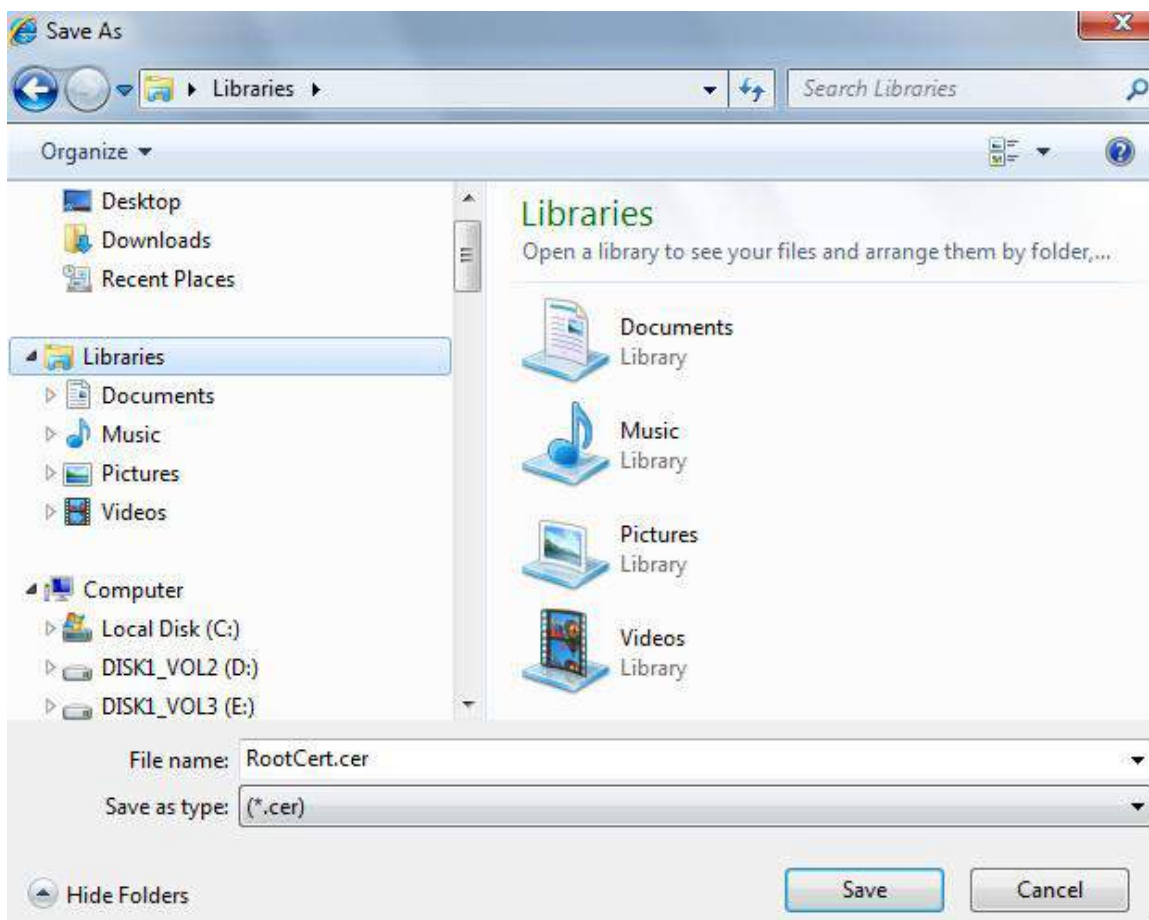 Save As
Libraries
Search Libraries
Organize
Desktop
Downloads
Recent Places
Libraries
Documents
Music
Pictures
Videos
Computer
Local Disk (C:)
DISK1_VOL2 (D:)
DISK1_VOL3 (E:)
Libraries
Open a library to see your files and arrange them by folder,...
Documents
Library
Music
Library
Pictures
Library
Videos
Library
File name: RootCert.cer
Save as type: (*.cer)
Hide Folders
Save
Cancel